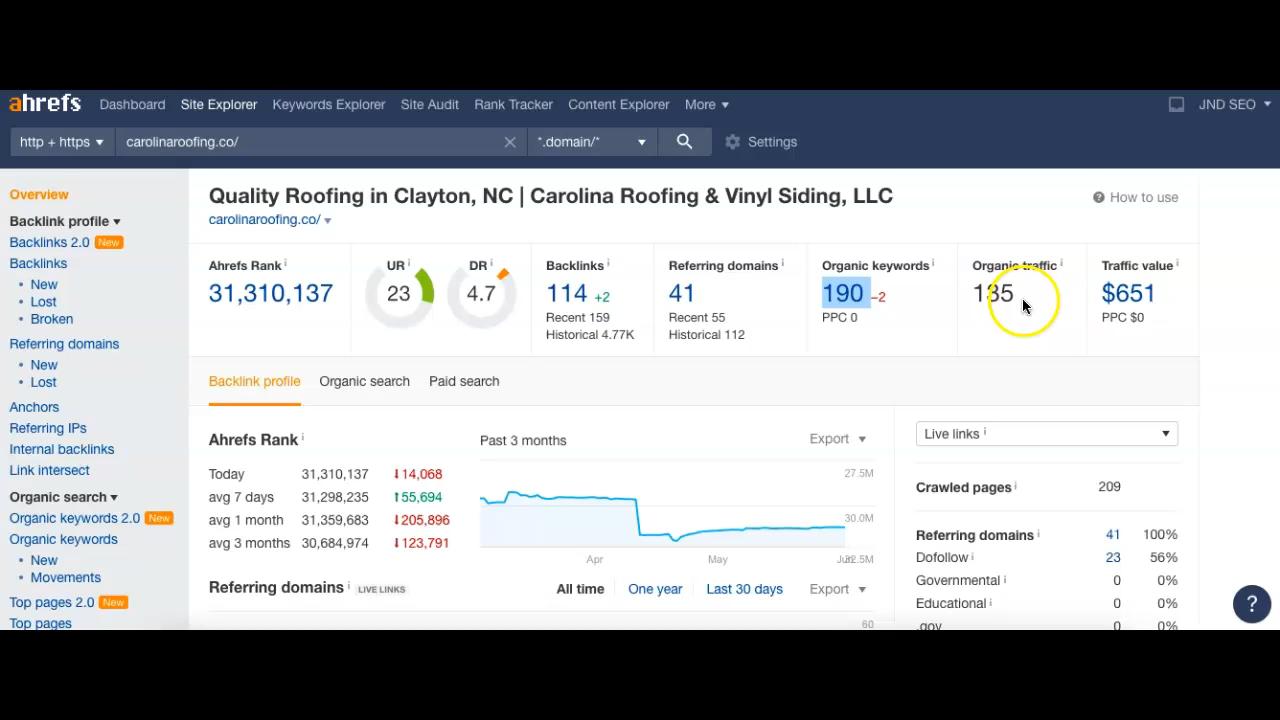 ahrefs Dashboard Site Explorer Keywords Explorer Site Audit Rank Tracker Content Explorer More JND SEO
http + https carolinaroofing.co/ *.domain/* Settings
Overview
Backlink profile
Backlinks 2.0 New
Backlinks
New
Lost
Broken
Referring domains
New
Lost
Anchors
Referring IPs
Internal backlinks
Link intersect
Organic search
Organic keywords 2.0 New
Organic keywords
New
Movements
Top pages 2.0 New
Top pages
Quality Roofing in Clayton, NC | Carolina Roofing & Vinyl Siding, LLC
How to use
carolinaroofing.co/
Ahrefs Rank
31,310,137
UR
23
DR
4.7
Backlinks
114 +2
Recent 159
Historical 4.77K
Referring domains
41
Recent 55
Historical 112
Organic keywords
190 –2
PPC 0
Organic traffic
Traffic value
$651
PPC $0
Backlink profile Organic search Paid search
Ahrefs Rank
Past 3 months
Export
Today 31,310,137 14,068
avg 7 days 31,298,235 55,694
avg 1 month 31,359,683 205,896
avg 3 months 30,684,974 123,791
27.5M
30.0M
32.5M
Apr May Jun
Referring domains LIVE LINKS
All time One year Last 30 days Export
60
Live links
Crawled pages 209
Referring domains 41 100%
Dofollow 23 56%
Governmental 0 0%
Educational 0 0%
.gov 0 0%
?